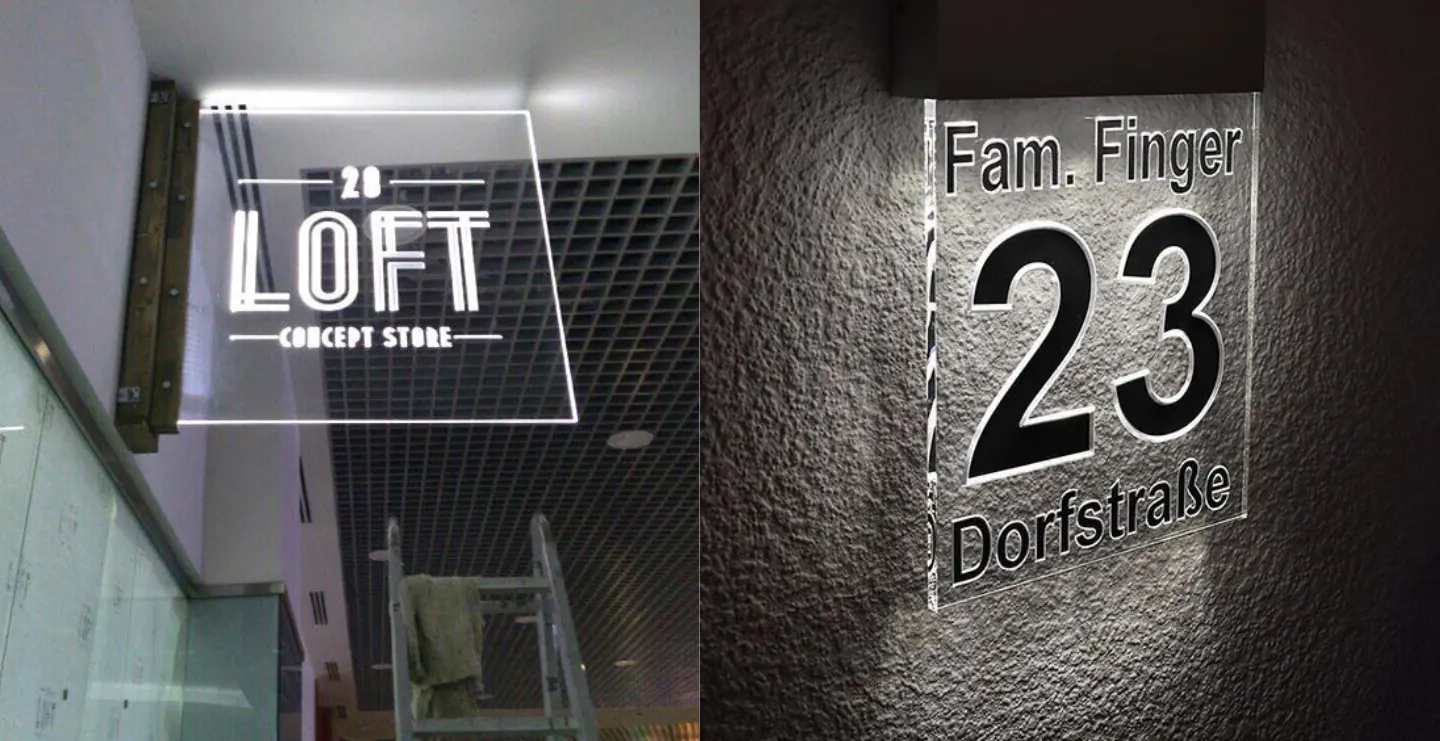 28
LOFT
CONCEPT STORE
Fam. Finger
23
Dorfstraße